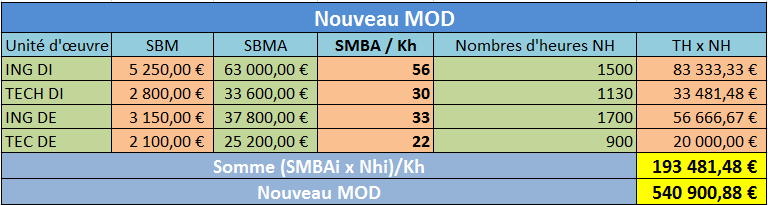 Nouveau MOD
Unité d'œuvre SBM SBMA SMBA / Kh Nombres d'heures NH TH x NH
ING DI 5 250,00 € 63 000,00 € 56 1500 83 333,33 €
TECH DI 2 800,00 € 33 600,00 € 30 1130 33 481,48 €
ING DE 3 150,00 € 37 800,00 € 33 1700 56 666,67 €
TEC DE 2 100,00 € 25 200,00 € 22 900 20 000,00 €
Somme (SMBAi x Nhi)/Kh 193 481,48 €
Nouveau MOD 540 900,88 €